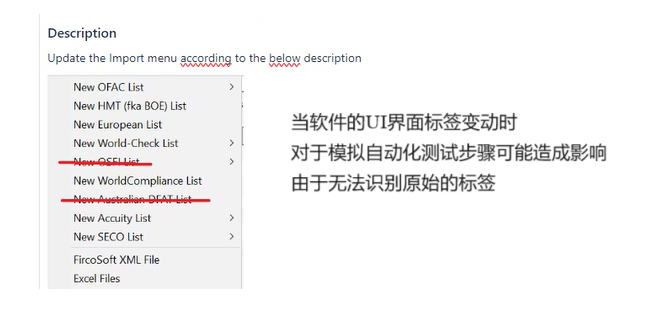 Description
Update the Import menu according to the below description
New OFAC List
New HMT (fka BOE) List
New European List
New World-Check List
New OSFI List
New WorldCompliance List
New Australian DFAT List
New Accuity List
New SECO List
FircoSoft XML File
Excel Files
当软件的UI界面标签变动时
对于模拟自动化测试步骤可能造成影响
由于无法识别原始的标签